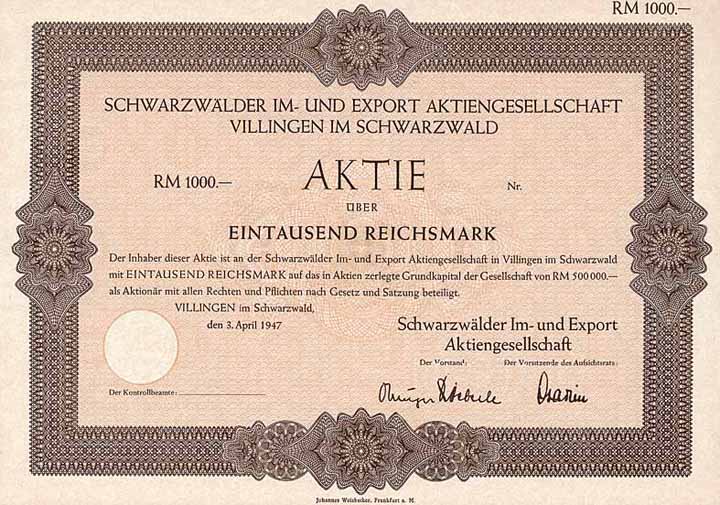 RM 1000.—
SCHWARZWÄLDER IM- UND EXPORT AKTIENGESELLSCHAFT
VILLINGEN IM SCHWARZWALD
RM 1000.— AKTIE Nr.
ÜBER
EINTAUSEND REICHSMARK
Der Inhaber dieser Aktie ist an der Schwarzwälder Im- und Export Aktiengesellschaft in Villingen im Schwarzwald
mit EINTAUSEND REICHSMARK auf das in Aktien zerlegte Grundkapital der Gesellschaft von RM 500 000.—
als Aktionär mit allen Rechten und Pflichten nach Gesetz und Satzung beteiligt.
VILLINGEN im Schwarzwald,
den 3. April 1947
Schwarzwälder Im- und Export
Aktiengesellschaft
Der Vorstand: Der Vorsitzende des Aufsichtsrats:
Der Kontrollbeamte:
Johannes Weisbecker, Frankfurt a. M.